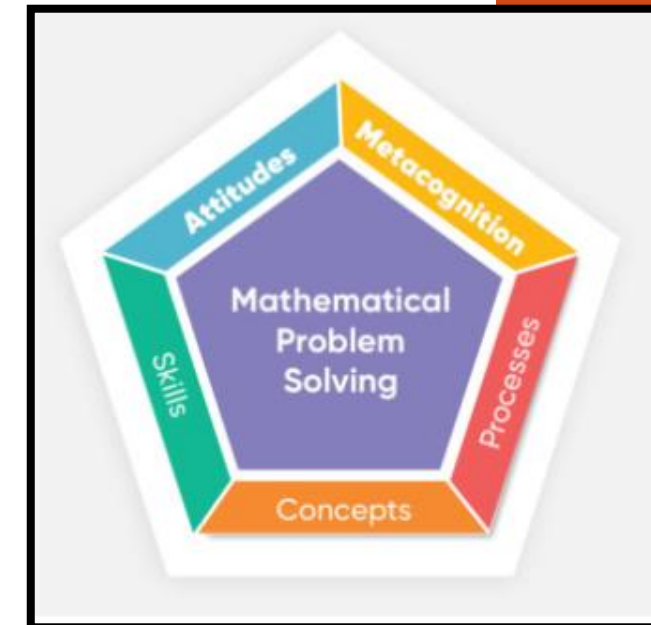 Attitudes
Metacognition
Mathematical
Problem
Solving
Skills
Processes
Concepts